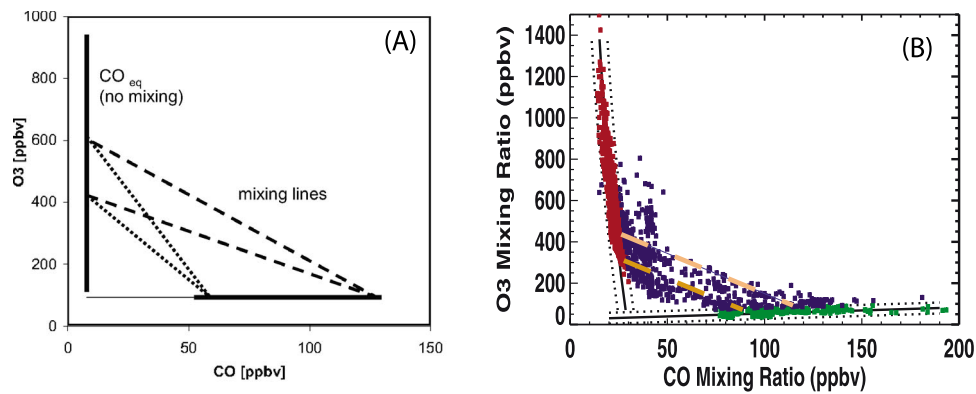 (A)
O3 [ppbv]
1000
800
600
400
200
0
CO eq
(no mixing)
mixing lines
0 50 100 150
CO [ppbv]
(B)
O3 Mixing Ratio (ppbv)
1400
1200
1000
800
600
400
200
0
0 50 100 150 200
CO Mixing Ratio (ppbv)